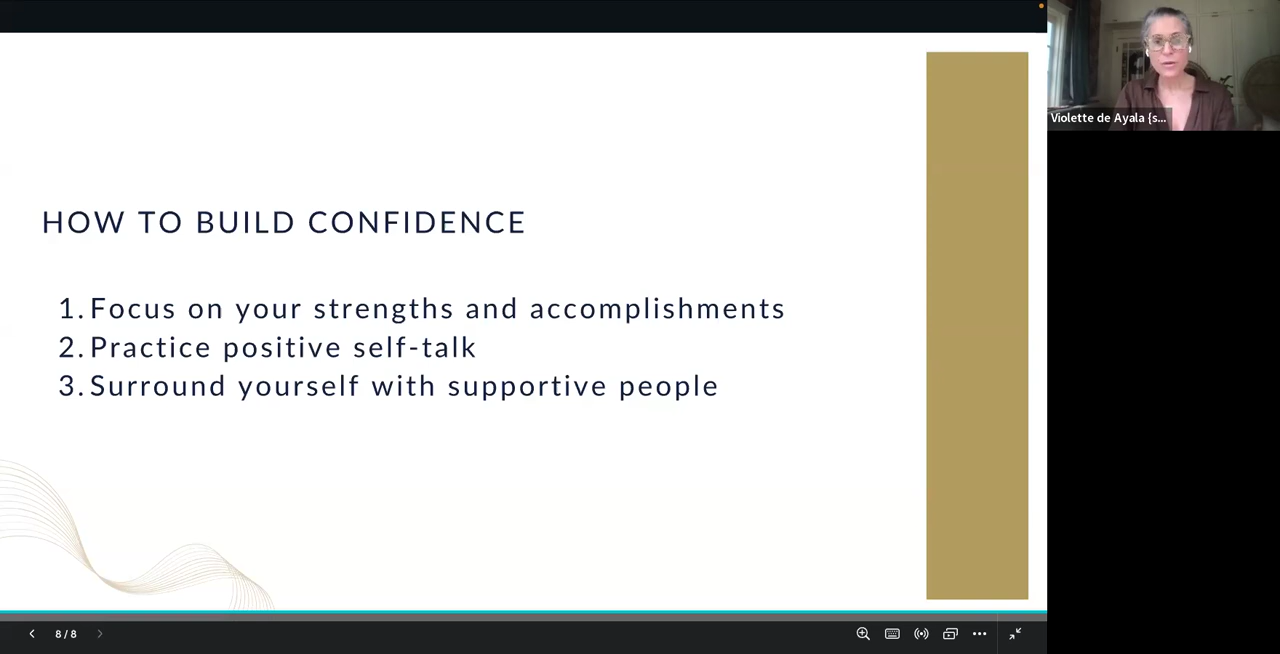 HOW TO BUILD CONFIDENCE
1. Focus on your strengths and accomplishments
2. Practice positive self-talk
3. Surround yourself with supportive people
Violette de Ayala {s...
8 / 8